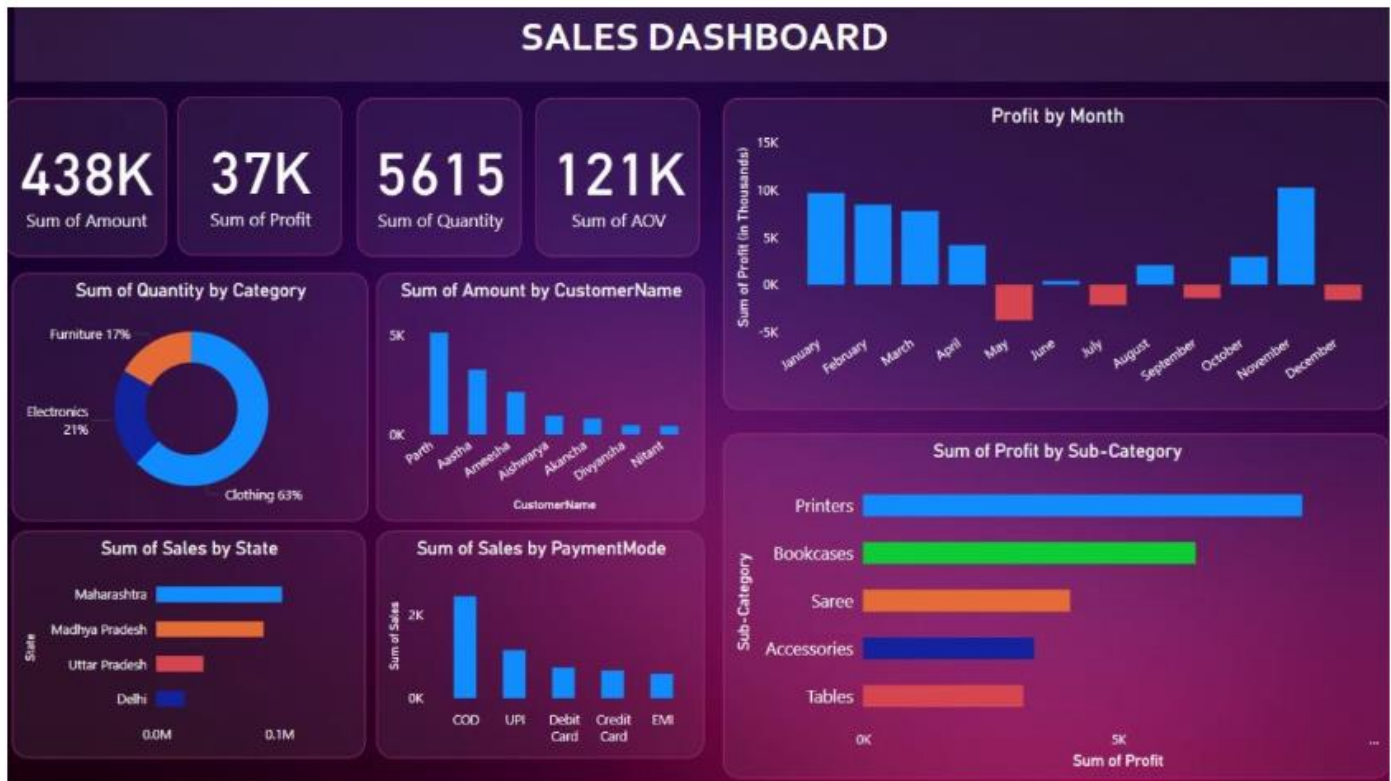 SALES DASHBOARD
438K
Sum of Amount
37K
Sum of Profit
5615
Sum of Quantity
121K
Sum of AOV
Profit by Month
Sum of Profit (in Thousands)
15K
10K
5K
0K
-5K
January
February
March
April
May
June
July
August
September
October
November
December
Sum of Quantity by Category
Furniture 17%
Electronics
21%
Clothing 63%
Sum of Amount by CustomerName
5K
0K
Parth
Aastha
Ameesha
Aishwarya
Akancha
Divyansha
Nitant
CustomerName
Sum of Profit by Sub-Category
Sub-Category
Printers
Bookcases
Saree
Accessories
Tables
0K
5K
...
Sum of Profit
Sum of Sales by State
State
Maharashtra
Madhya Pradesh
Uttar Pradesh
Delhi
0.0M
0.1M
Sum of Sales by PaymentMode
Sum of Sales
2K
0K
COD
UPI
Debit
Card
Credit
Card
EMI